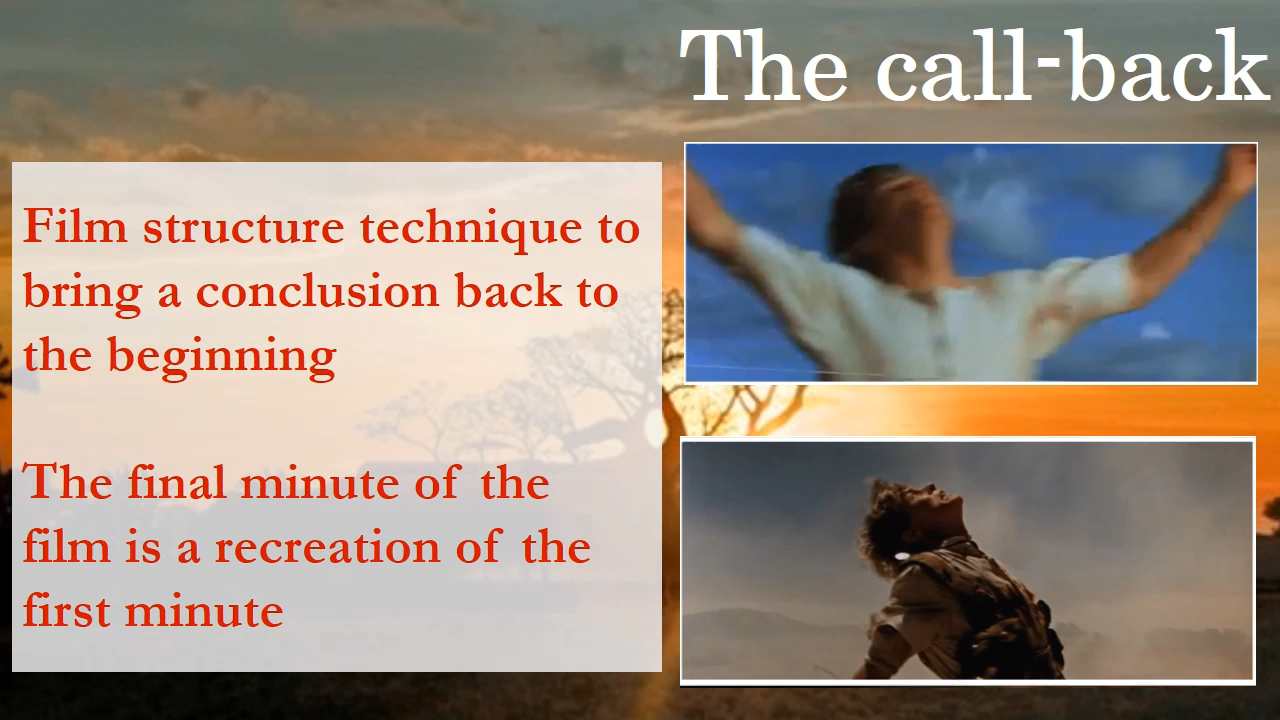 The call-back
Film structure technique to
bring a conclusion back to
the beginning
The final minute of the
film is a recreation of the
first minute